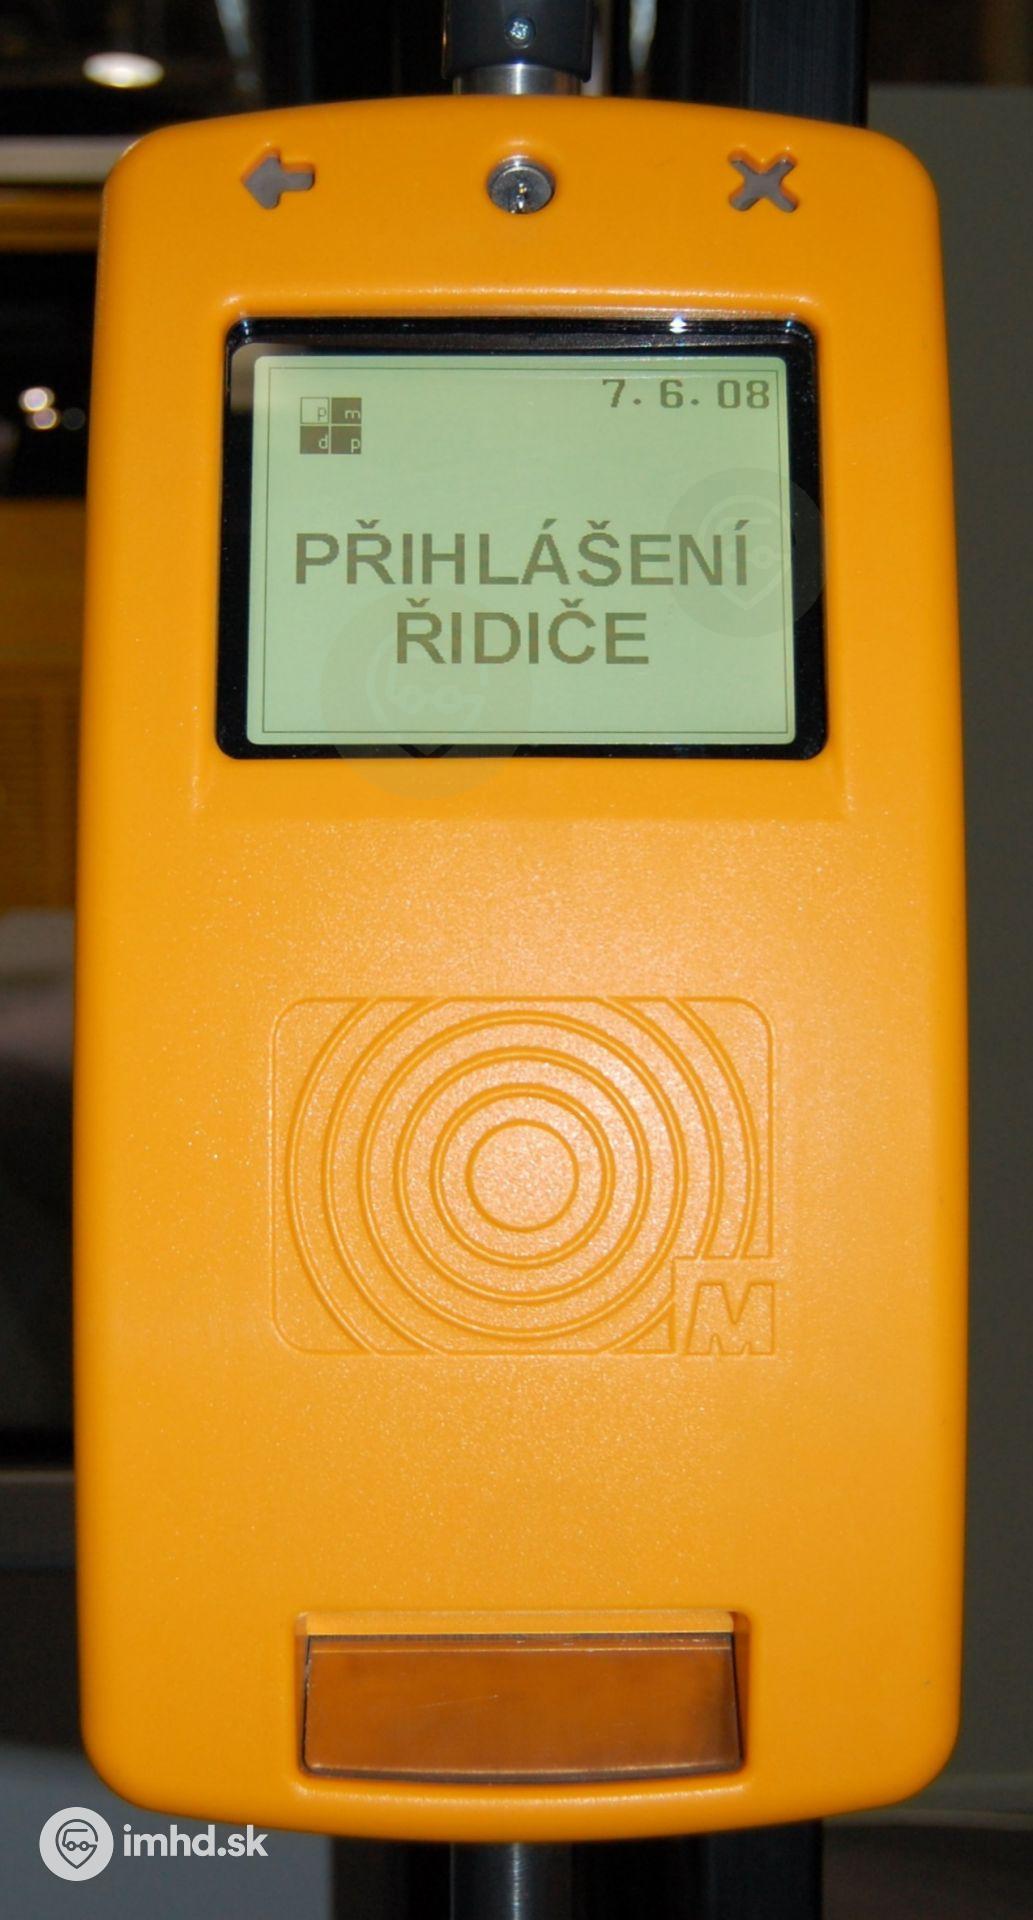 7. 6. 08
p m
d p
PŘIHLÁŠENÍ
ŘIDIČE
M
imhd.sk